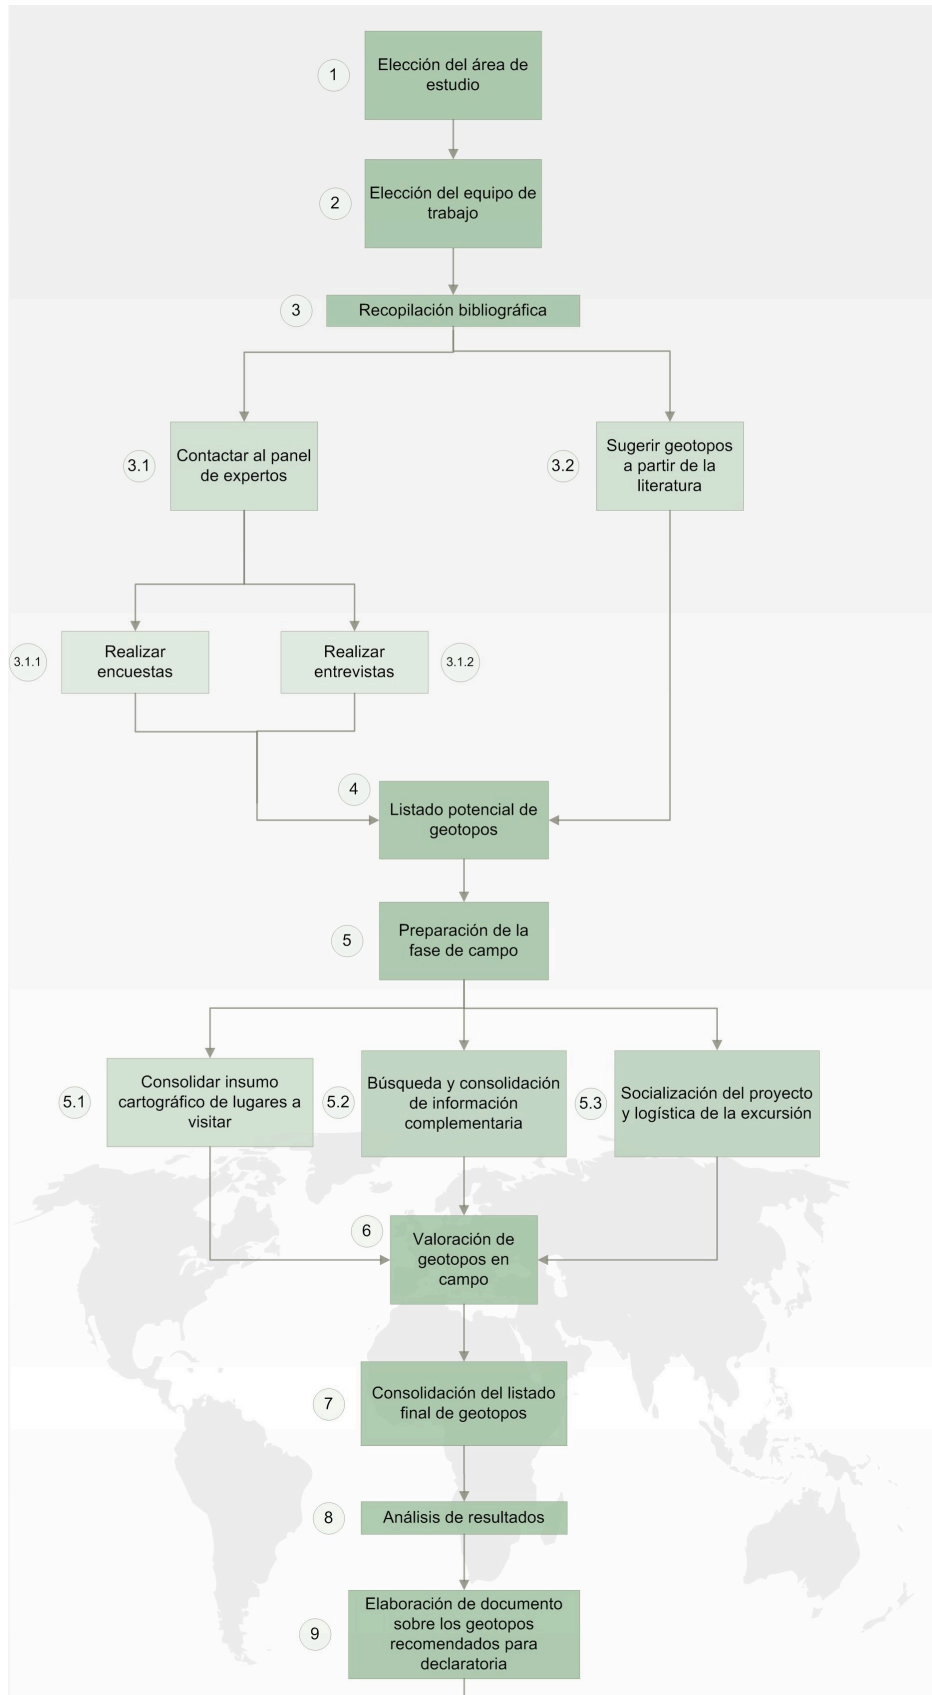 1
Elección del área de
estudio
2
Elección del equipo de
trabajo
3
Recopilación bibliográfica
3.1
Contactar al panel
de expertos
3.2
Sugerir geotopos
a partir de la
literatura
3.1.1
Realizar
encuestas
Realizar
entrevistas
3.1.2
4
Listado potencial de
geotopos
5
Preparación de la
fase de campo
5.1
Consolidar insumo
cartográfico de lugares a
visitar
5.2
Búsqueda y consolidación
de información
complementaria
5.3
Socialización del proyecto
y logística de la excursión
6
Valoración de
geotopos en
campo
7
Consolidación del listado
final de geotopos
8
Análisis de resultados
9
Elaboración de documento
sobre los geotopos
recomendados para
declaratoria